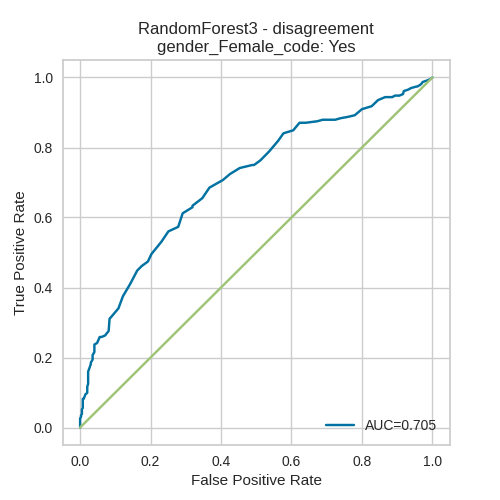 RandomForest3 - disagreement
gender_Female_code: Yes
True Positive Rate
1.0
0.8
0.6
0.4
0.2
0.0
AUC=0.705
0.0 0.2 0.4 0.6 0.8 1.0
False Positive Rate